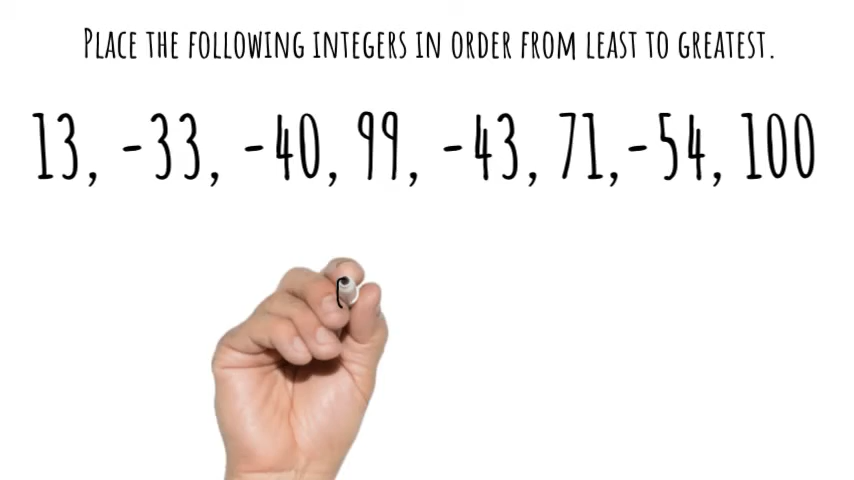 Place the following integers in order from least to greatest.
13, -33, -40, 99, -43, 71,-54, 100